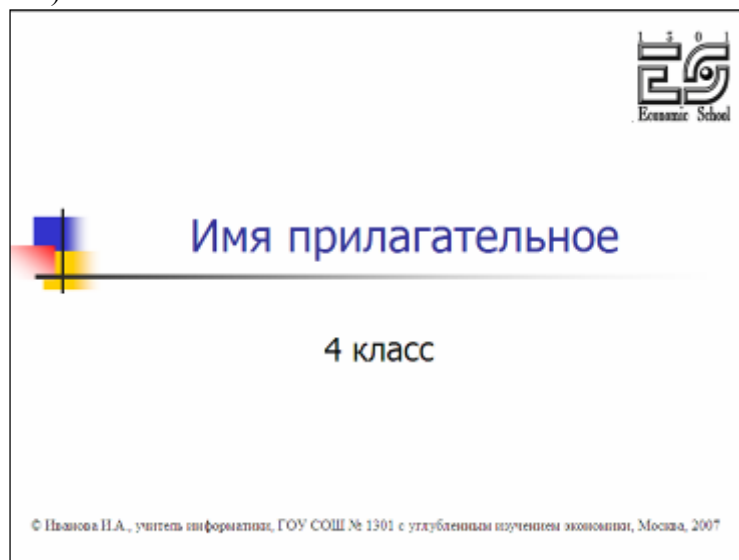 1 3 0 1
Economic School
Имя прилагательное
4 класс
© Иванова И.А., учитель информатики, ГОУ СОШ № 1301 с углубленным изучением экономики, Москва, 2007